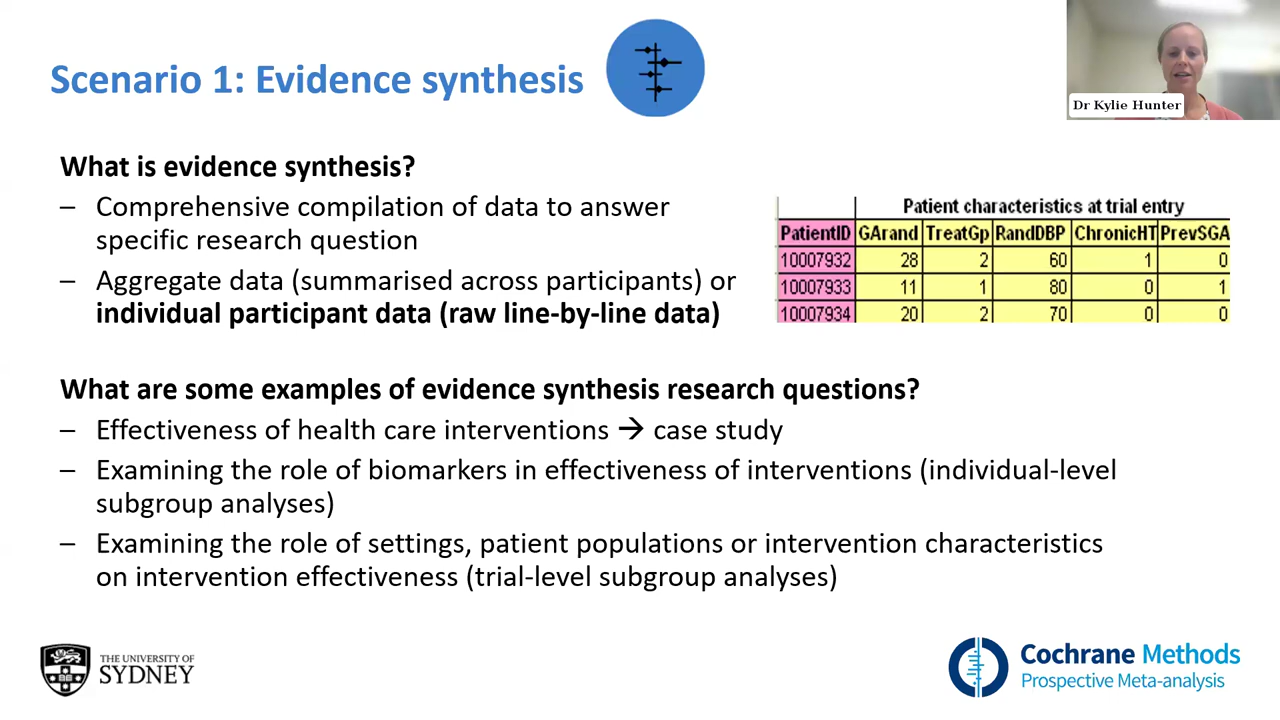 Scenario 1: Evidence synthesis
Dr Kylie Hunter
What is evidence synthesis?
– Comprehensive compilation of data to answer
specific research question
– Aggregate data (summarised across participants) or
individual participant data (raw line-by-line data)
Patient characteristics at trial entry
PatientID GArand TreatGp RandDBP ChronicHT PrevSGA
10007932 28 2 60 1 0
10007933 11 1 80 0 1
10007934 20 2 70 0 0
What are some examples of evidence synthesis research questions?
– Effectiveness of health care interventions → case study
– Examining the role of biomarkers in effectiveness of interventions (individual-level
subgroup analyses)
– Examining the role of settings, patient populations or intervention characteristics
on intervention effectiveness (trial-level subgroup analyses)
THE UNIVERSITY OF
SYDNEY
Cochrane Methods
Prospective Meta-analysis